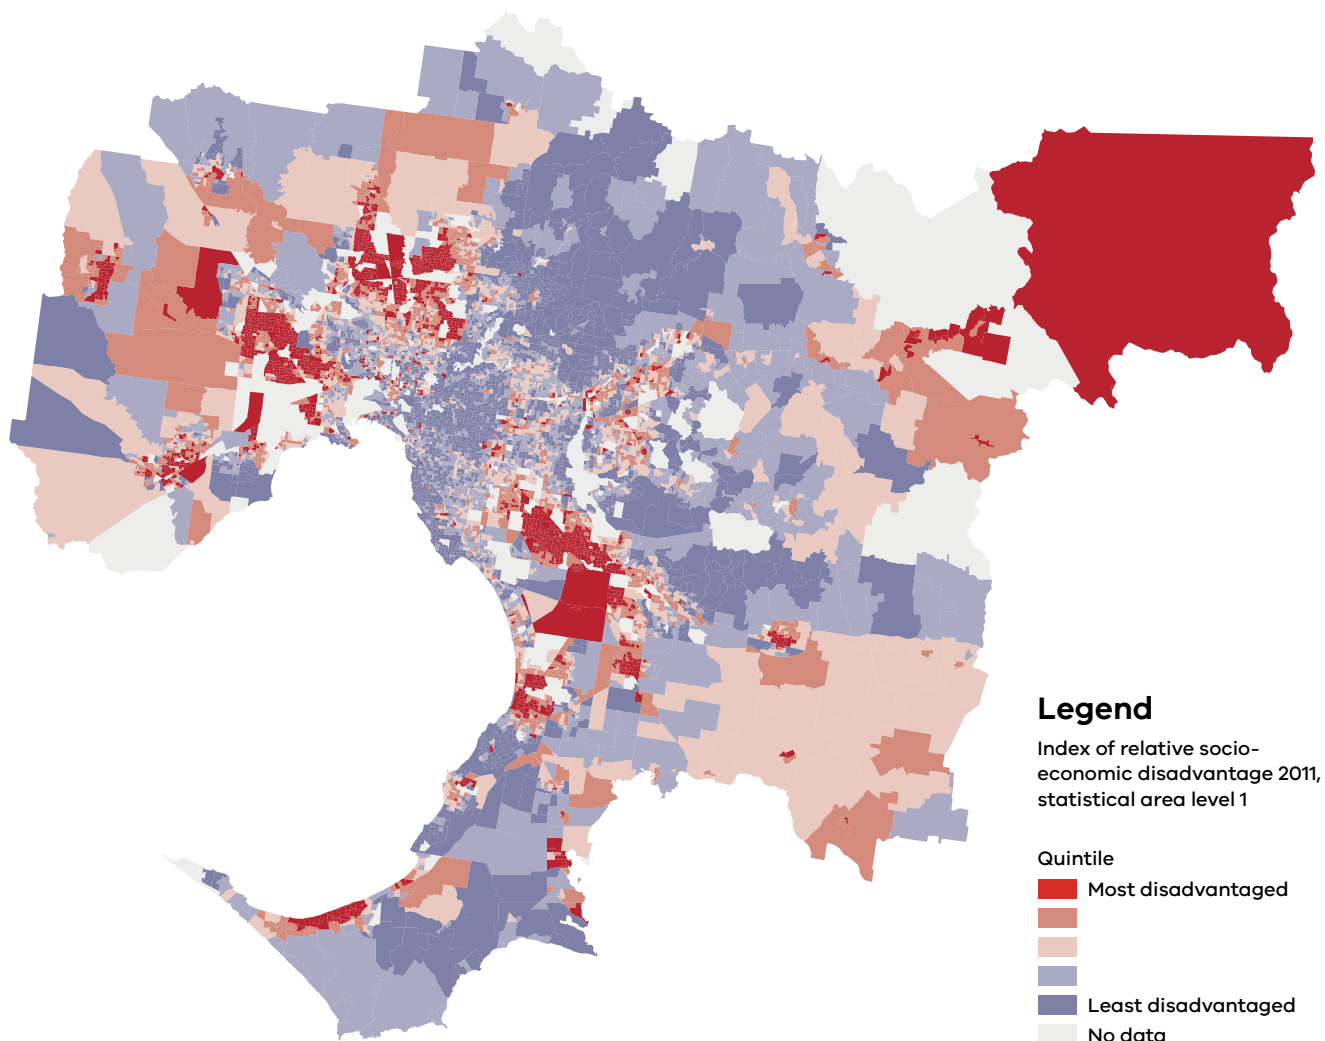 Legend
Index of relative socio-
economic disadvantage 2011,
statistical area level 1
Quintile
Most disadvantaged
Least disadvantaged
No data